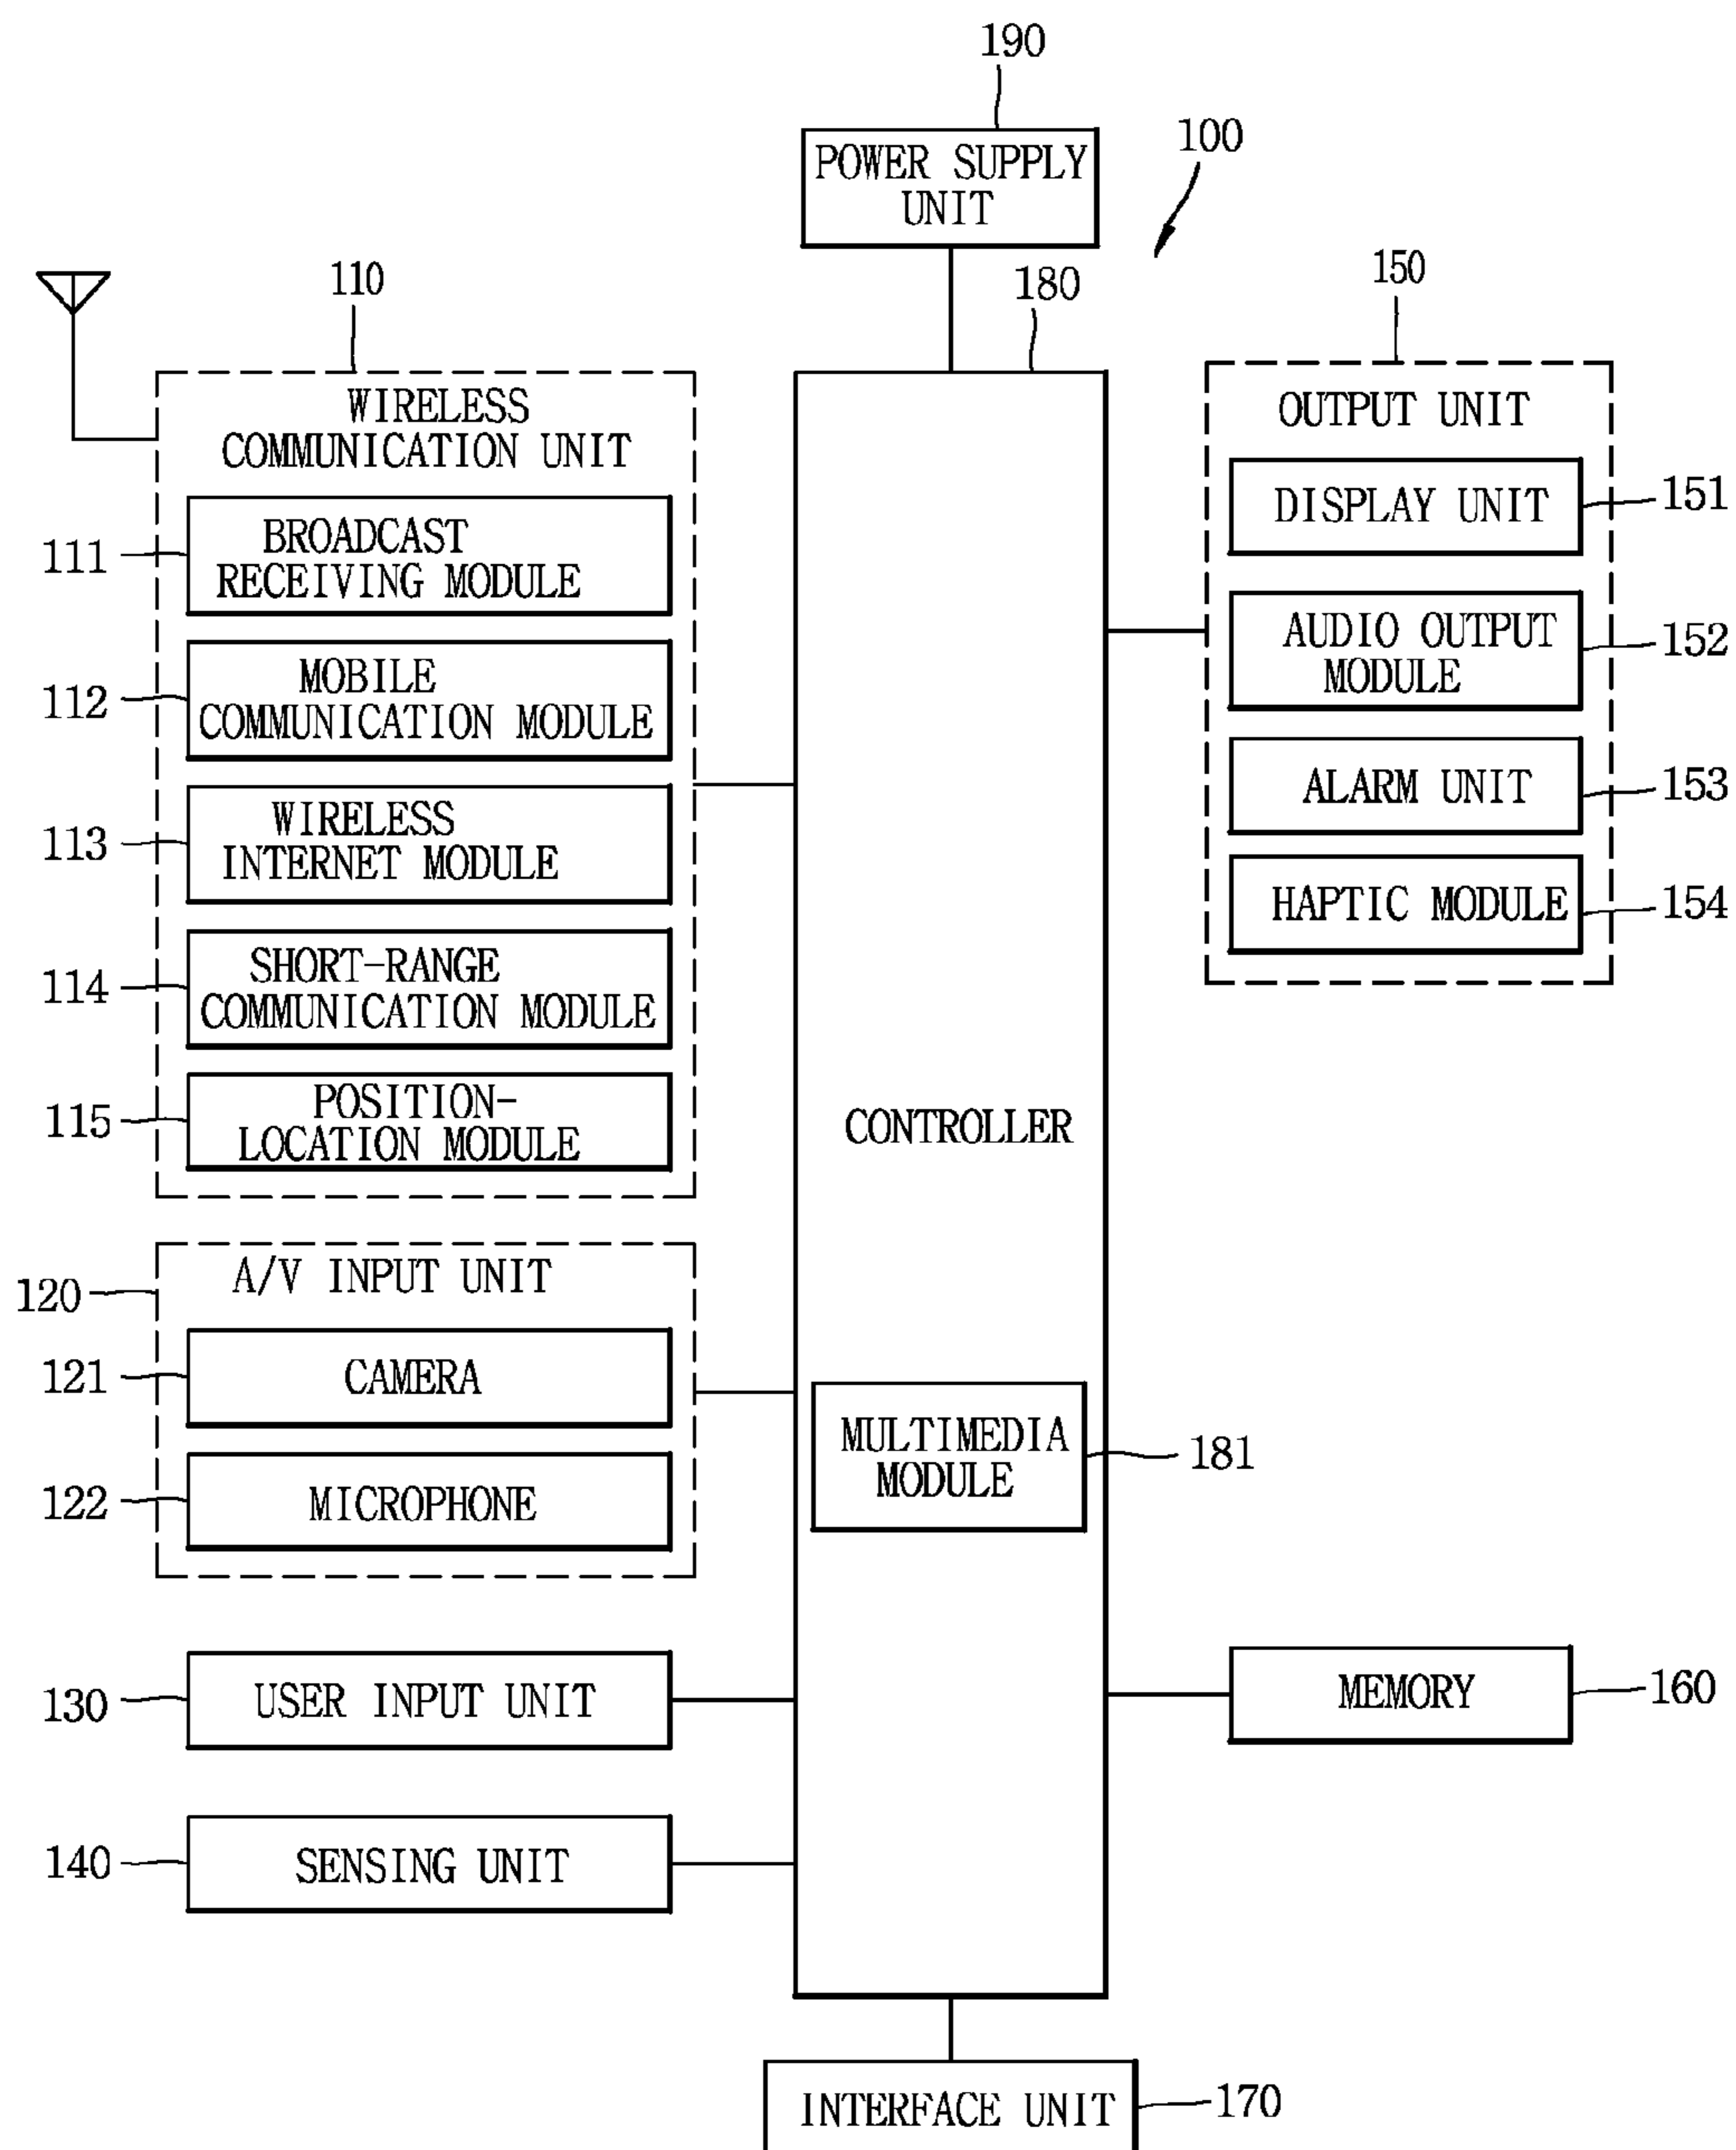 190
POWER SUPPLY
UNIT
100
110
180
150
WIRELESS
COMMUNICATION UNIT
111
BROADCAST
RECEIVING MODULE
112
MOBILE
COMMUNICATION MODULE
113
WIRELESS
INTERNET MODULE
114
SHORT-RANGE
COMMUNICATION MODULE
115
POSITION-
LOCATION MODULE
120
A/V INPUT UNIT
121
CAMERA
122
MICROPHONE
130
USER INPUT UNIT
140
SENSING UNIT
CONTROLLER
MULTIMEDIA
MODULE
181
OUTPUT UNIT
DISPLAY UNIT
151
AUDIO OUTPUT
MODULE
152
ALARM UNIT
153
HAPTIC MODULE
154
MEMORY
160
INTERFACE UNIT
170